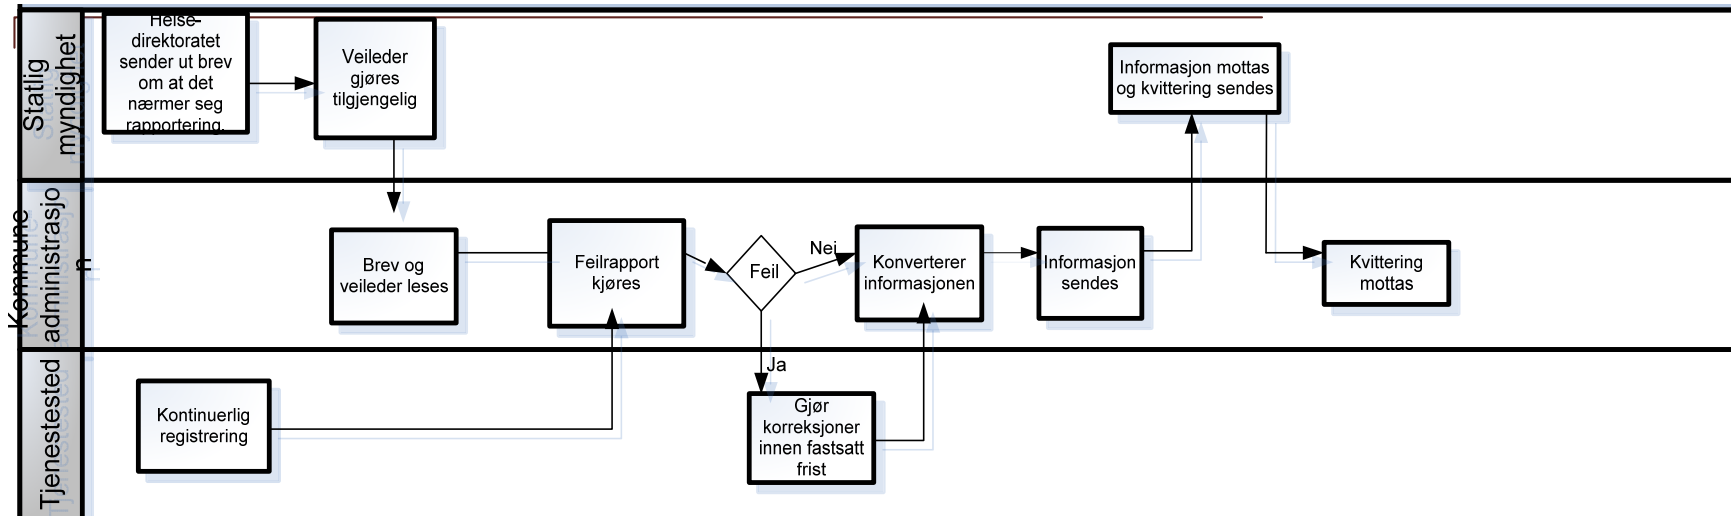 Statlig
myndighet
Helse-
direktoratet
sender ut brev
om at det
nærmer seg
rapportering.
Veileder
gjøres
tilgjengelig
Informasjon mottas
og kvittering sendes
Kommune
administrasjo
n
Brev og
veileder leses
Feilrapport
kjøres
Feil
Nei
Ja
Konverterer
informasjonen
Informasjon
sendes
Kvittering
mottas
Tjenestested
Kontinuerlig
registrering
Gjør
korreksjoner
innen fastsatt
frist